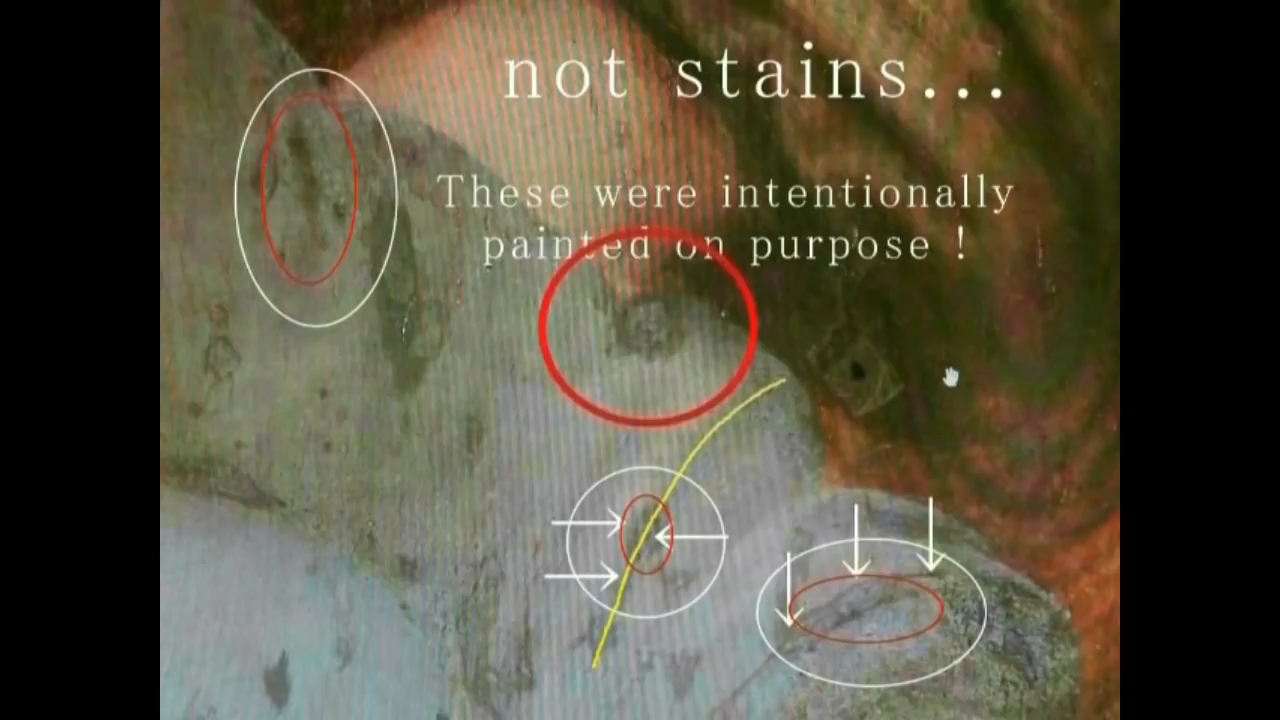 not stains...
These were intentionally
painted on purpose !